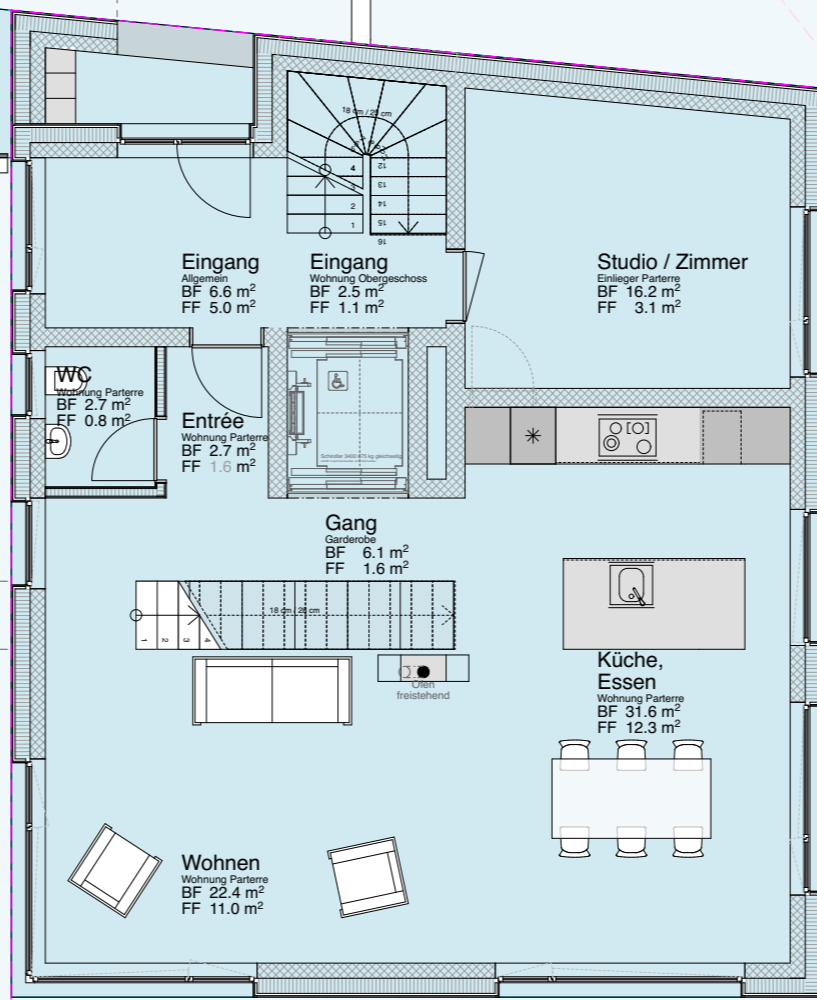 18 cm / 28 cm
4
3
2
1
12
13
14
15
16
Eingang
Allgemein
BF 6.6 m²
FF 5.0 m²
Eingang
Wohnung Obergeschoss
BF 2.5 m²
FF 1.1 m²
Studio / Zimmer
Einlieger Parterre
BF 16.2 m²
FF 3.1 m²
WC
Wohnung Parterre
BF 2.7 m²
FF 0.8 m²
Entrée
Wohnung Parterre
BF 2.7 m²
FF 1.6 m²
Gang
Garderobe
BF 6.1 m²
FF 1.6 m²
18 cm / 28 cm
1
2
3
4
Ofen
freistehend
Küche,
Essen
Wohnung Parterre
BF 31.6 m²
FF 12.3 m²
Wohnen
Wohnung Parterre
BF 22.4 m²
FF 11.0 m²